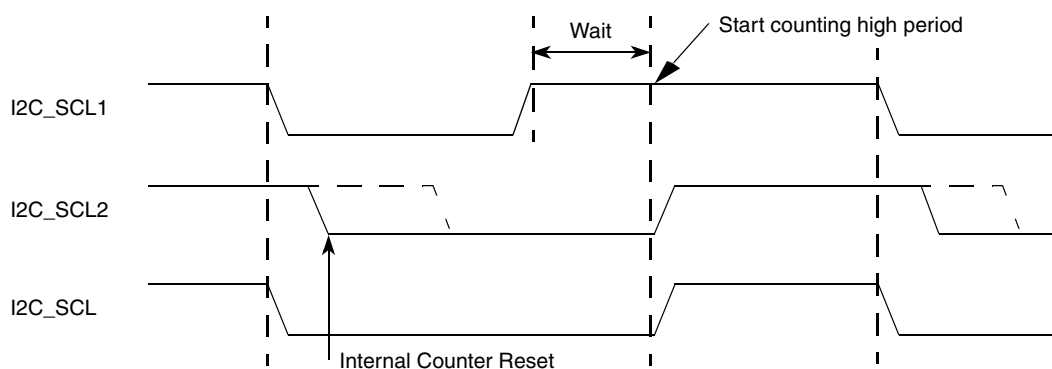 Wait
Start counting high period
I2C_SCL1
I2C_SCL2
I2C_SCL
Internal Counter Reset